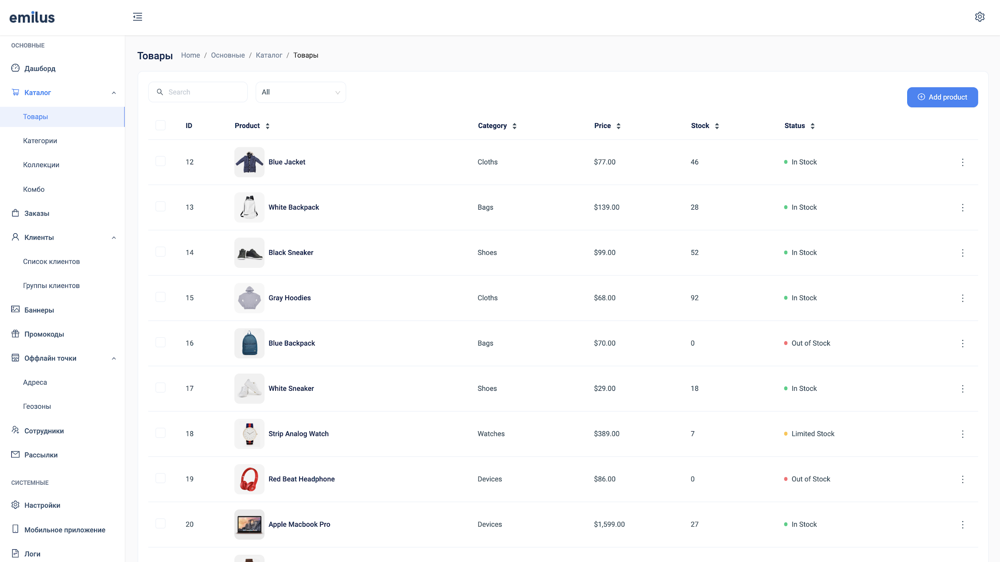 emilus
ОСНОВНЫЕ
Дашборд
Каталог
Товары
Категории
Коллекции
Комбо
Заказы
Клиенты
Список клиентов
Группы клиентов
Баннеры
Промокоды
Оффлайн точки
Адреса
Геозоны
Сотрудники
Рассылки
СИСТЕМНЫЕ
Настройки
Мобильное приложение
Логи
Товары Home / Основные / Каталог / Товары
Search All Add product
ID Product Category Price Stock Status
12 Blue Jacket Cloths $77.00 46 In Stock
13 White Backpack Bags $139.00 28 In Stock
14 Black Sneaker Shoes $99.00 52 In Stock
15 Gray Hoodies Cloths $68.00 92 In Stock
16 Blue Backpack Bags $70.00 0 Out of Stock
17 White Sneaker Shoes $29.00 18 In Stock
18 Strip Analog Watch Watches $389.00 7 Limited Stock
19 Red Beat Headphone Devices $86.00 0 Out of Stock
20 Apple Macbook Pro Devices $1,599.00 27 In Stock